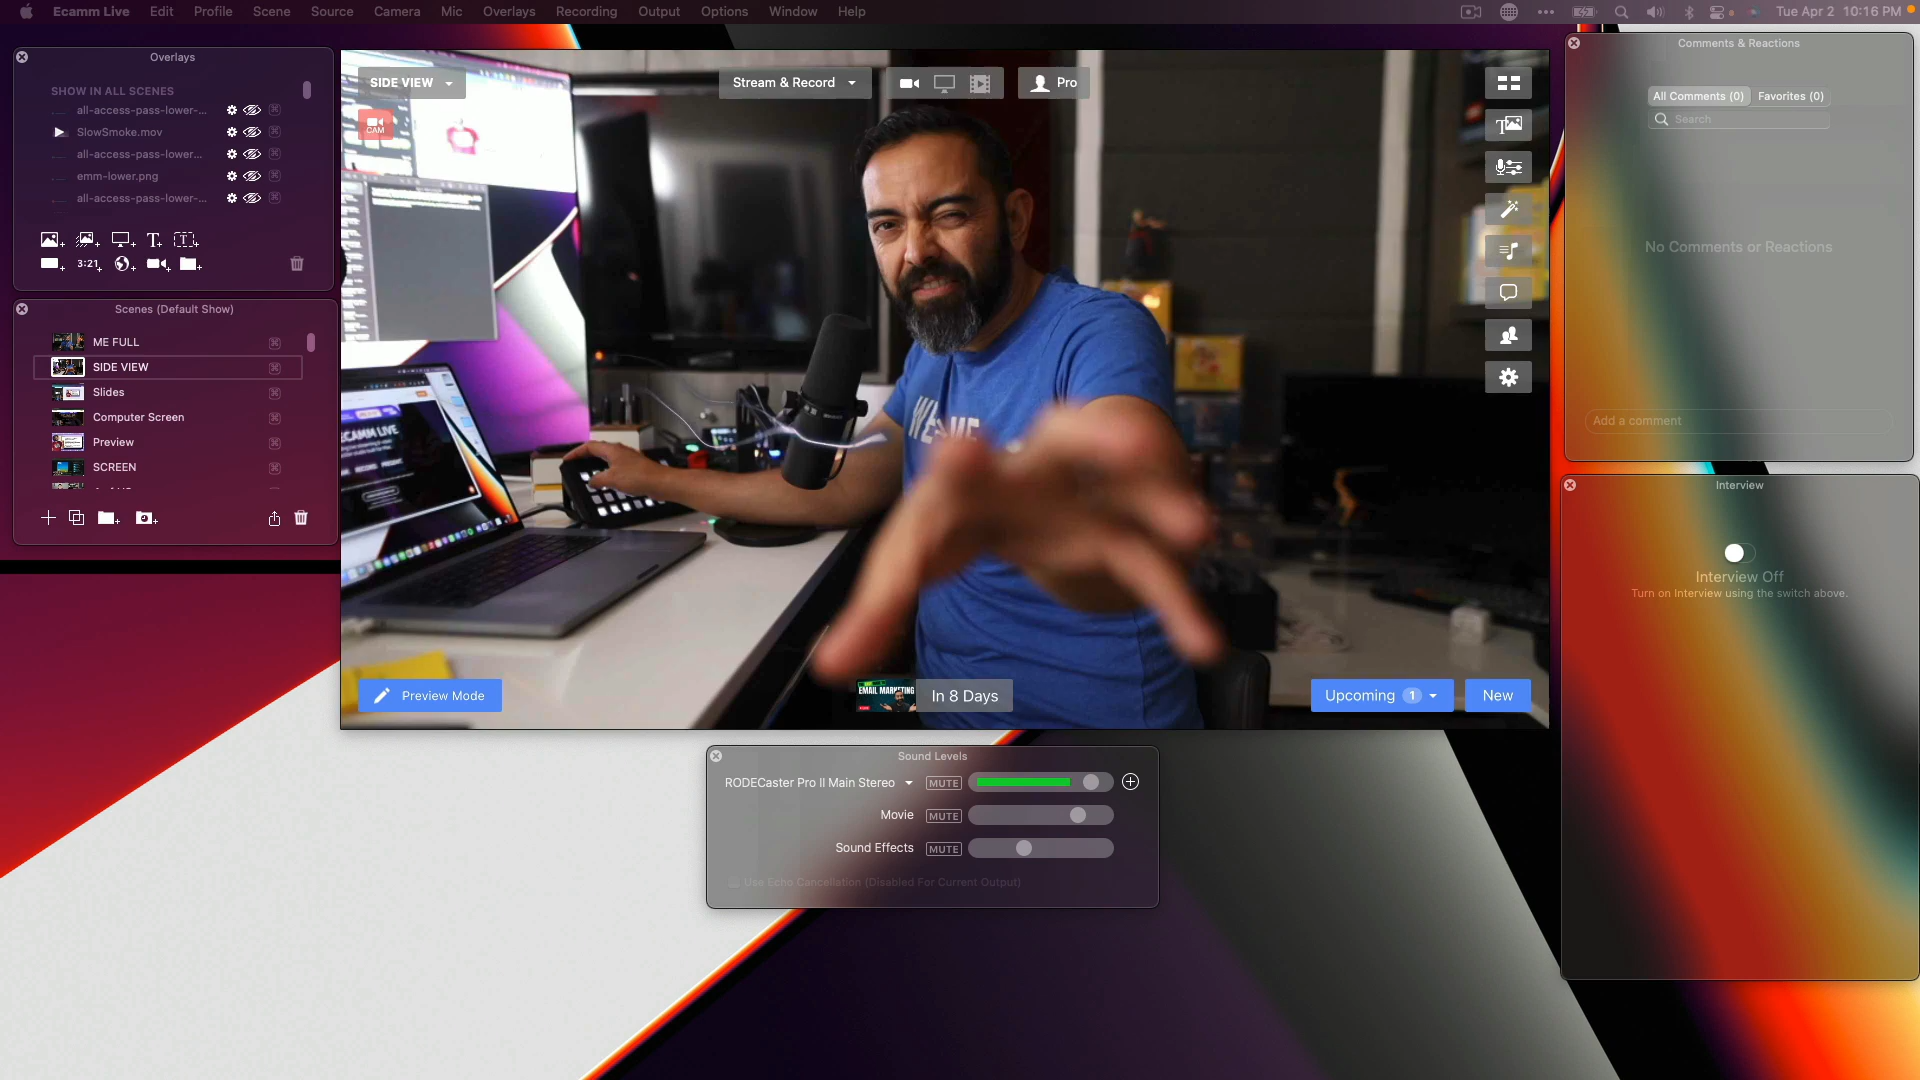 Ecamm Live Edit Profile Scene Source Camera Mic Overlays Recording Output Options Window Help
Tue Apr 2 10:16 PM
Overlays
SHOW IN ALL SCENES
all-access-pass-lower-...
SlowSmoke.mov
all-access-pass-lower...
emm-lower.png
all-access-pass-lower-...
3:21
Scenes (Default Show)
ME FULL
SIDE VIEW
Slides
Computer Screen
Preview
SCREEN
SIDE VIEW
Stream & Record
Pro
CAM
ECAMM LIVE
EMAIL MARKETING
Preview Mode
In 8 Days
Upcoming 1
New
Sound Levels
RODECaster Pro II Main Stereo MUTE
Movie MUTE
Sound Effects MUTE
Use Echo Cancellation (Disabled For Current Output)
Comments & Reactions
All Comments (0) Favorites (0)
Search
No Comments or Reactions
Add a comment
Interview
Interview Off
Turn on Interview using the switch above.